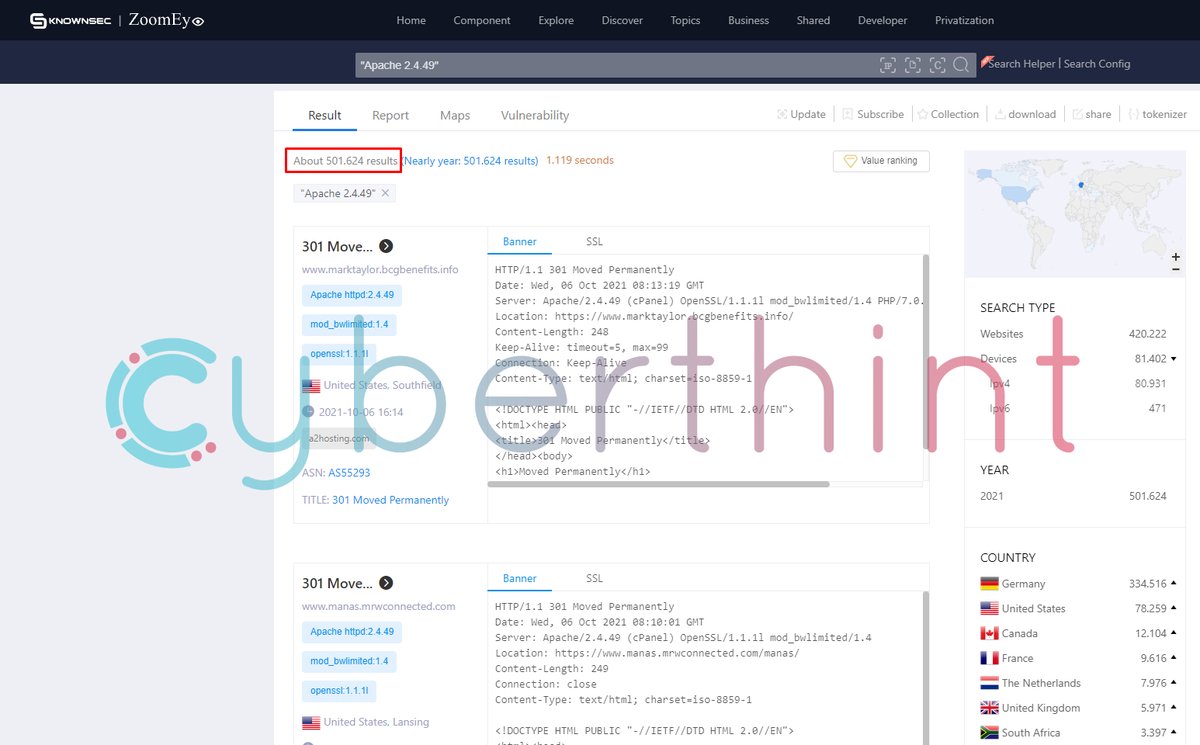 KNOWNSEC | ZoomEye
Home Component Explore Discover Topics Business Shared Developer Privatization
"Apache 2.4.49"
Search Helper | Search Config
Result Report Maps Vulnerability
Update Subscribe Collection download share tokenizer
About 501.624 results (Nearly year: 501.624 results) 1.119 seconds
Value ranking
"Apache 2.4.49"
301 Move...
www.marktaylor.bcgbenefits.info
Apache httpd:2.4.49
mod_bwlimited:1.4
openssl:1.1.1l
United States, Southfield
2021-10-06 16:14
a2hosting.com
ASN: AS55293
TITLE: 301 Moved Permanently
Banner SSL
HTTP/1.1 301 Moved Permanently
Date: Wed, 06 Oct 2021 08:13:19 GMT
Server: Apache/2.4.49 (cPanel) OpenSSL/1.1.1l mod_bwlimited/1.4 PHP/7.0.
Location: https://www.marktaylor.bcgbenefits.info/
Content-Length: 248
Keep-Alive: timeout=5, max=99
Connection: Keep-Alive
Content-Type: text/html; charset=iso-8859-1
<!DOCTYPE HTML PUBLIC "-//IETF//DTD HTML 2.0//EN">
<html><head>
<title>301 Moved Permanently</title>
</head><body>
<h1>Moved Permanently</h1>
cyberthint
301 Move...
www.manas.mrwconnected.com
Apache httpd:2.4.49
mod_bwlimited:1.4
openssl:1.1.1l
United States, Lansing
Banner SSL
HTTP/1.1 301 Moved Permanently
Date: Wed, 06 Oct 2021 08:10:01 GMT
Server: Apache/2.4.49 (cPanel) OpenSSL/1.1.1l mod_bwlimited/1.4
Location: https://www.manas.mrwconnected.com/manas/
Content-Length: 249
Connection: close
Content-Type: text/html; charset=iso-8859-1
<!DOCTYPE HTML PUBLIC "-//IETF//DTD HTML 2.0//EN">
<html><head>
+
−
SEARCH TYPE
Websites 420.222
Devices 81.402
Ipv4 80.931
Ipv6 471
YEAR
2021 501.624
COUNTRY
Germany 334.516
United States 78.259
Canada 12.104
France 9.616
The Netherlands 7.976
United Kingdom 5.971
South Africa 3.397